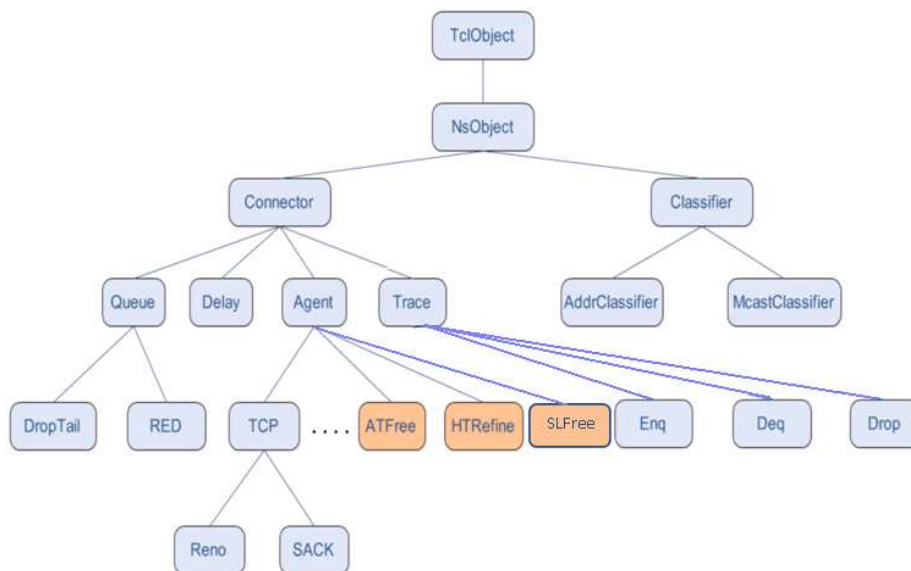 TclObject
NsObject
Connector
Classifier
Queue
Delay
Agent
Trace
AddrClassifier
McastClassifier
DropTail
RED
TCP
....
ATFree
HTRefine
SLFree
Enq
Deq
Drop
Reno
SACK